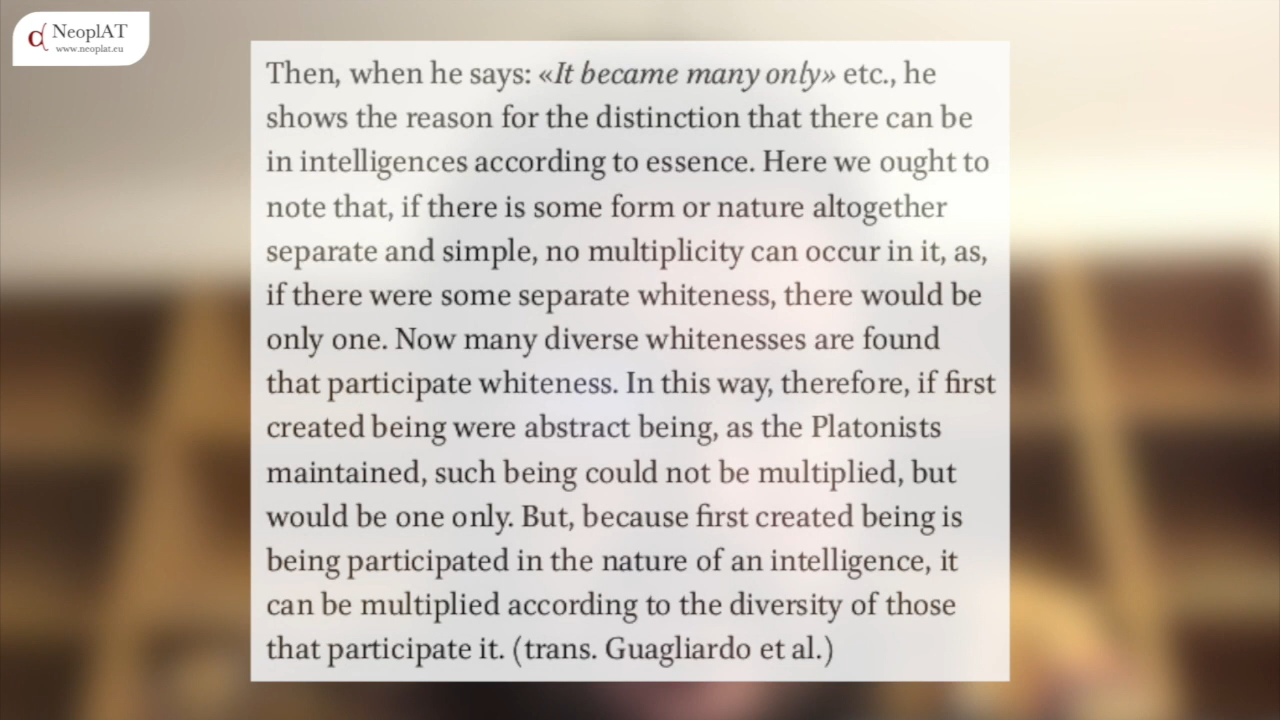 NeoplAT
www.neoplat.eu
Then, when he says: «It became many only» etc., he
shows the reason for the distinction that there can be
in intelligences according to essence. Here we ought to
note that, if there is some form or nature altogether
separate and simple, no multiplicity can occur in it, as,
if there were some separate whiteness, there would be
only one. Now many diverse whitenesses are found
that participate whiteness. In this way, therefore, if first
created being were abstract being, as the Platonists
maintained, such being could not be multiplied, but
would be one only. But, because first created being is
being participated in the nature of an intelligence, it
can be multiplied according to the diversity of those
that participate it. (trans. Guagliardo et al.)